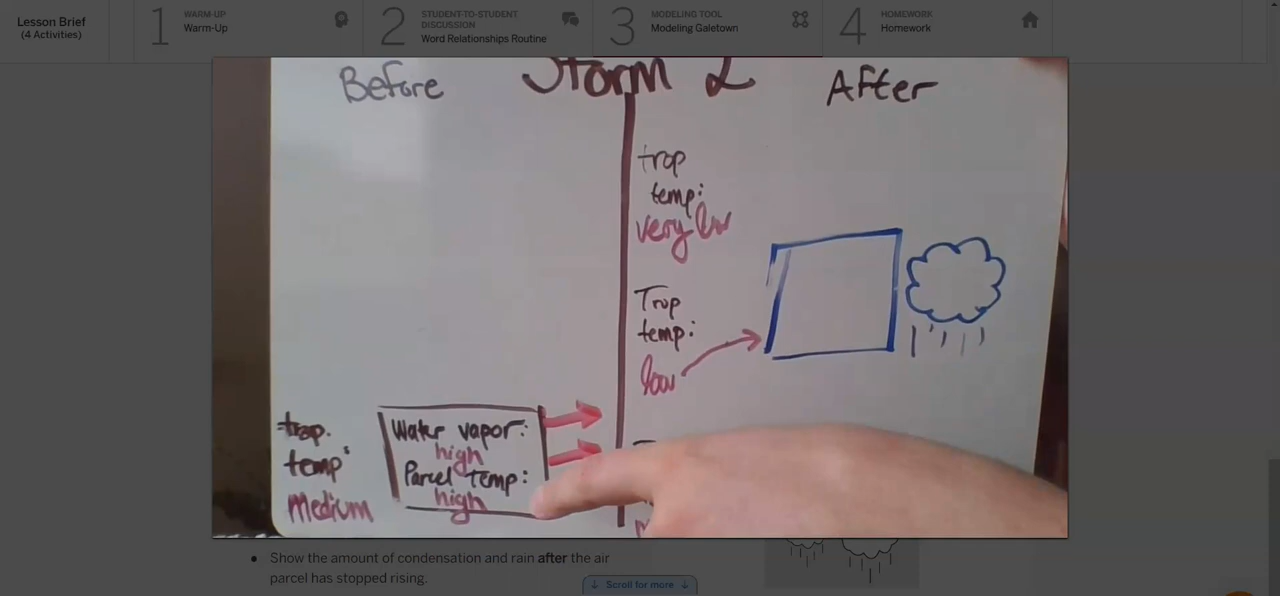 Lesson Brief
(4 Activities)
1
WARM-UP
Warm-Up
2
STUDENT-TO-STUDENT
DISCUSSION
Word Relationships Routine
3
MODELING TOOL
Modeling Galetown
4
HOMEWORK
Homework
Before
Storm 2
After
trop
temp:
very low
Trop
temp:
low
trop.
temp:
Medium
Water vapor:
high
Parcel temp:
high
Show the amount of condensation and rain after the air
parcel has stopped rising.
Scroll for more